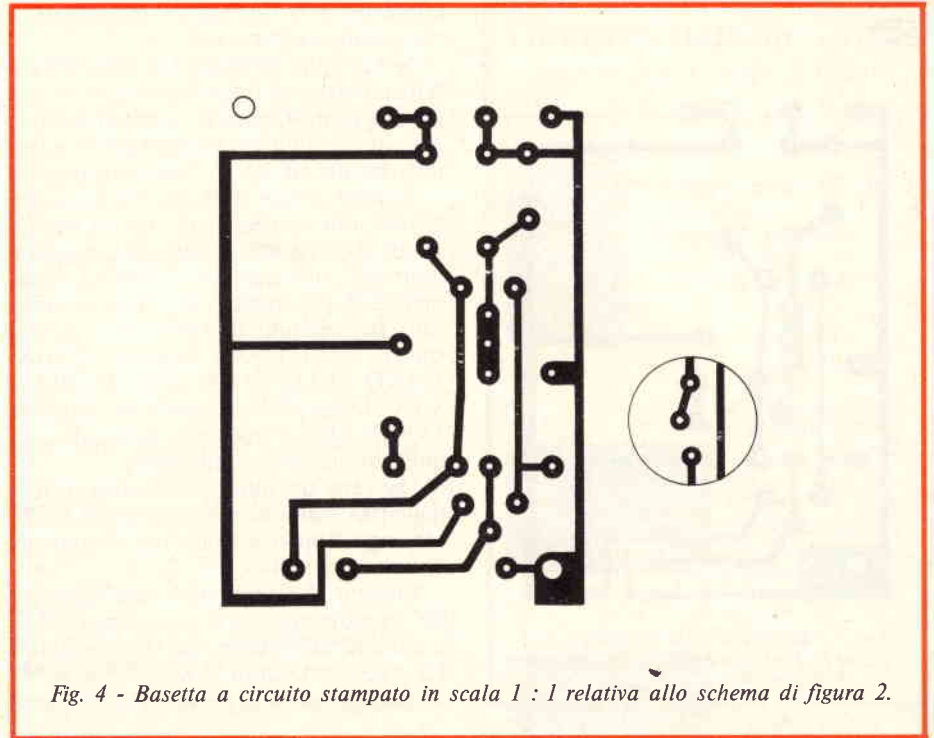 Fig. 4 - Basetta a circuito stampato in scala 1 : 1 relativa allo schema di figura 2.